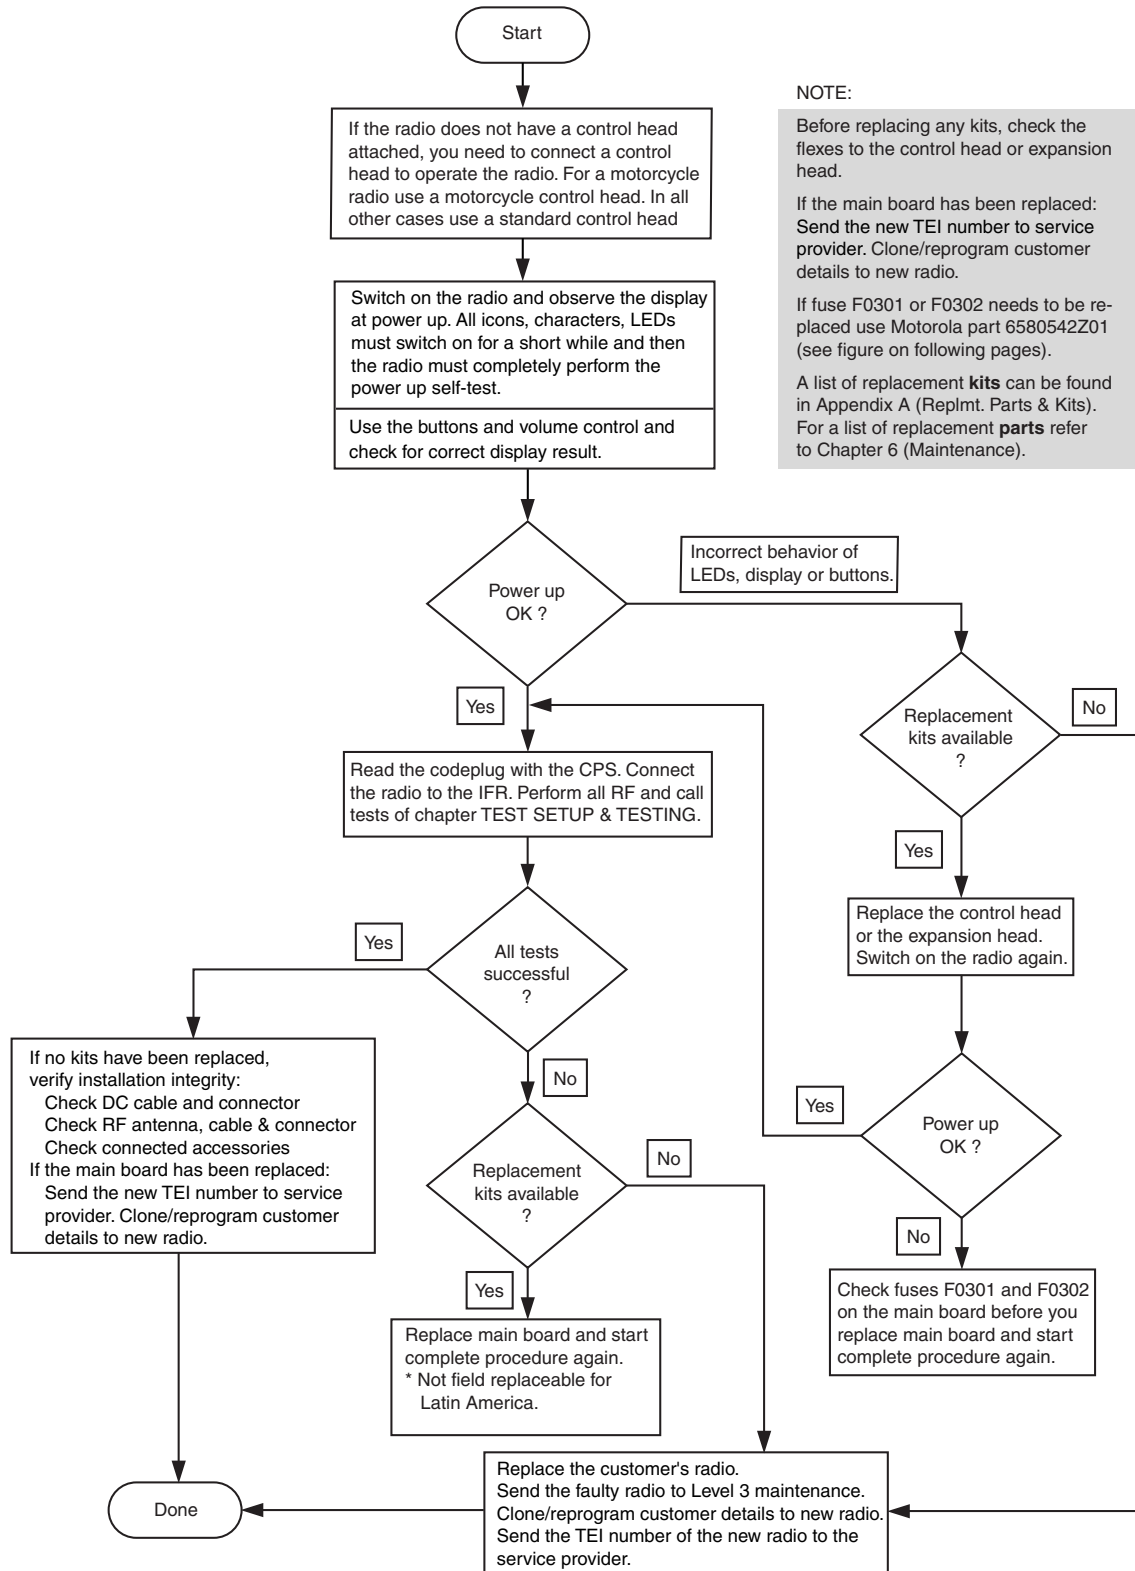 Start
NOTE:
If the radio does not have a control head
attached, you need to connect a control
head to operate the radio. For a motorcycle
radio use a motorcycle control head. In all
other cases use a standard control head
Before replacing any kits, check the
flexes to the control head or expansion
head.
If the main board has been replaced:
Send the new TEI number to service
provider. Clone/reprogram customer
details to new radio.
If fuse F0301 or F0302 needs to be re-
placed use Motorola part 6580542Z01
(see figure on following pages).
A list of replacement kits can be found
in Appendix A (Replmt. Parts & Kits).
For a list of replacement parts refer
to Chapter 6 (Maintenance).
Switch on the radio and observe the display
at power up. All icons, characters, LEDs
must switch on for a short while and then
the radio must completely perform the
power up self-test.
Use the buttons and volume control and
check for correct display result.
Power up
OK ?
Incorrect behavior of
LEDs, display or buttons.
Yes
Replacement
kits available
?
No
Read the codeplug with the CPS. Connect
the radio to the IFR. Perform all RF and call
tests of chapter TEST SETUP & TESTING.
Yes
Replace the control head
or the expansion head.
Switch on the radio again.
Yes
All tests
successful
?
If no kits have been replaced,
verify installation integrity:
Check DC cable and connector
Check RF antenna, cable & connector
Check connected accessories
If the main board has been replaced:
Send the new TEI number to service
provider. Clone/reprogram customer
details to new radio.
No
Yes
Power up
OK ?
Replacement
kits available
?
No
No
Yes
Check fuses F0301 and F0302
on the main board before you
replace main board and start
complete procedure again.
Replace main board and start
complete procedure again.
* Not field replaceable for
Latin America.
Done
Replace the customer's radio.
Send the faulty radio to Level 3 maintenance.
Clone/reprogram customer details to new radio.
Send the TEI number of the new radio to the
service provider.